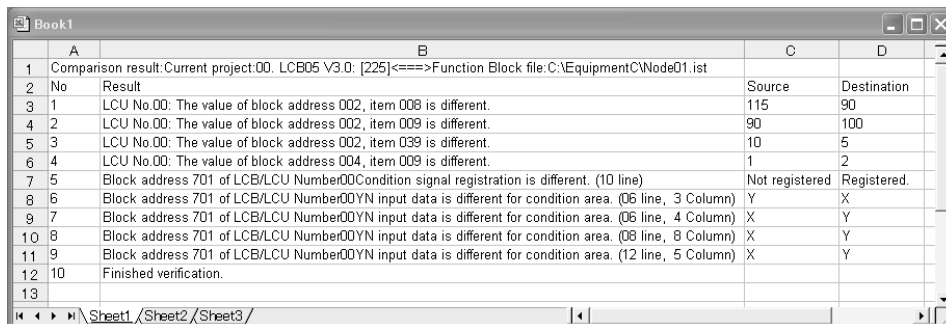 Book1
A B C D
1 Comparison result:Current project:00. LCB05 V3.0: [225]<===>Function Block file:C:\EquipmentC\Node01.ist
2 No Result Source Destination
3 1 LCU No.00: The value of block address 002, item 008 is different. 115 90
4 2 LCU No.00: The value of block address 002, item 009 is different. 90 100
5 3 LCU No.00: The value of block address 002, item 039 is different. 10 5
6 4 LCU No.00: The value of block address 004, item 009 is different. 1 2
7 5 Block address 701 of LCB/LCU Number00Condition signal registration is different. (10 line) Not registered Registered.
8 6 Block address 701 of LCB/LCU Number00YN input data is different for condition area. (06 line, 3 Column) Y X
9 7 Block address 701 of LCB/LCU Number00YN input data is different for condition area. (06 line, 4 Column) X Y
10 8 Block address 701 of LCB/LCU Number00YN input data is different for condition area. (08 line, 8 Column) X Y
11 9 Block address 701 of LCB/LCU Number00YN input data is different for condition area. (12 line, 5 Column) X Y
12 10 Finished verification.
13
Sheet1 Sheet2 Sheet3